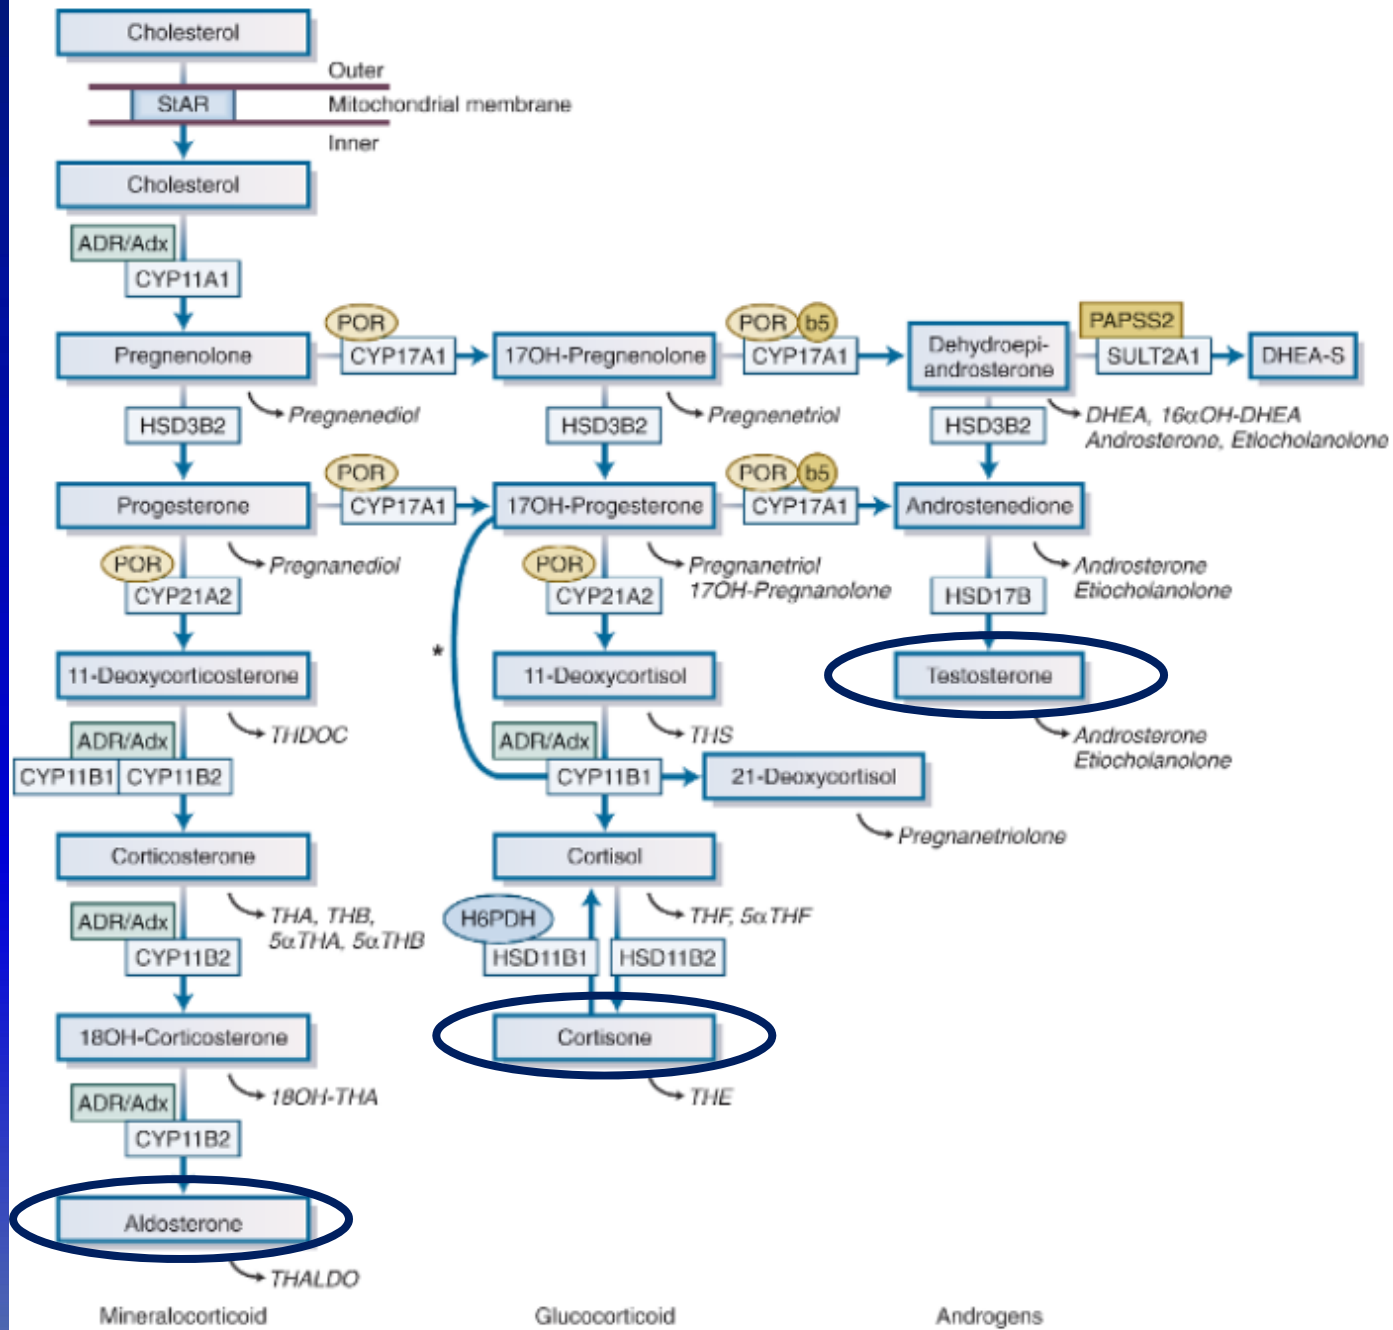 Cholesterol
Outer
StAR
Mitochondrial membrane
Inner
Cholesterol
ADR/Adx
CYP11A1
POR
POR
b5
PAPSS2
Pregnenolone
CYP17A1
17OH-Pregnenolone
CYP17A1
Dehydroepi-
androsterone
SULT2A1
DHEA-S
HSD3B2
Pregnenediol
HSD3B2
Pregnenetriol
HSD3B2
DHEA, 16αOH-DHEA
Androsterone, Etiocholanolone
POR
POR
b5
Progesterone
CYP17A1
17OH-Progesterone
CYP17A1
Androstenedione
POR
CYP21A2
Pregnanediol
POR
CYP21A2
Pregnanetriol
17OH-Pregnanolone
HSD17B
Androsterone
Etiocholanolone
*
11-Deoxycorticosterone
11-Deoxycortisol
Testosterone
ADR/Adx
THDOC
ADR/Adx
THS
Androsterone
Etiocholanolone
CYP11B1
CYP11B2
CYP11B1
21-Deoxycortisol
Pregnanetriolone
Corticosterone
Cortisol
ADR/Adx
THA, THB,
5αTHA, 5αTHB
H6PDH
THF, 5αTHF
CYP11B2
HSD11B1
HSD11B2
18OH-Corticosterone
Cortisone
ADR/Adx
18OH-THA
THE
CYP11B2
Aldosterone
THALDO
Mineralocorticoid
Glucocorticoid
Androgens